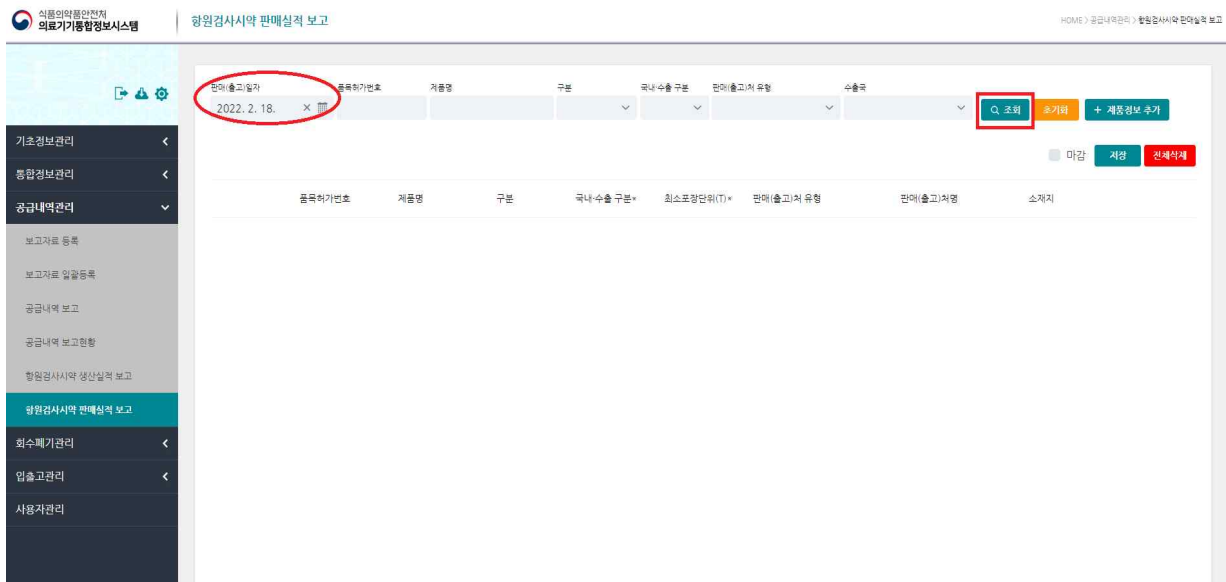 식품의약품안전처
의료기기통합정보시스템
항원검사시약 판매실적 보고
HOME > 공급내역관리 > 항원검사시약 판매실적 보고
판매(출고)일자 품목허가번호 제품명 구분 국내·수출 구분 판매(출고)처 유형 수출국
2022. 2. 18.
조회 초기화 + 제품정보 추가
마감 저장 전체삭제
품목허가번호 제품명 구분 국내·수출 구분* 최소포장단위(T)* 판매(출고)처 유형 판매(출고)처명 소재지
기초정보관리
통합정보관리
공급내역관리
보고자료 등록
보고자료 일괄등록
공급내역 보고
공급내역 보고현황
항원검사시약 생산실적 보고
항원검사시약 판매실적 보고
회수폐기관리
입출고관리
사용자관리